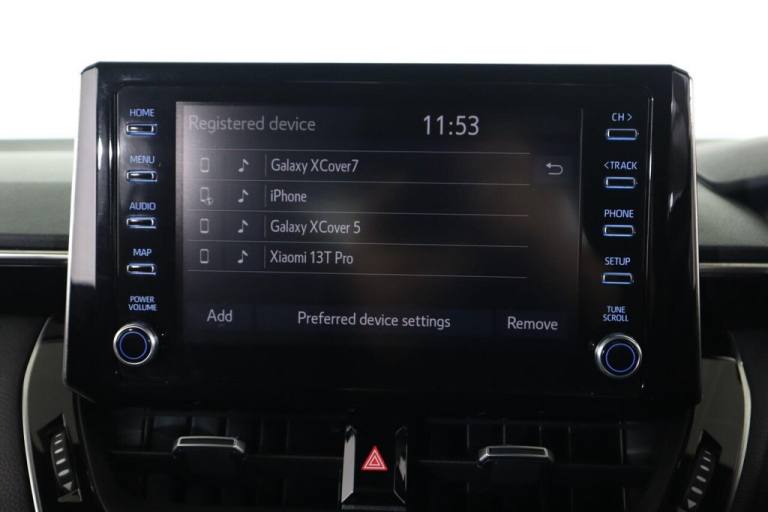 HOME
MENU
AUDIO
MAP
POWER
VOLUME
Registered device 11:53
Galaxy XCover7
iPhone
Galaxy XCover 5
Xiaomi 13T Pro
Add Preferred device settings Remove
CH >
<TRACK
PHONE
SETUP
TUNE
SCROLL